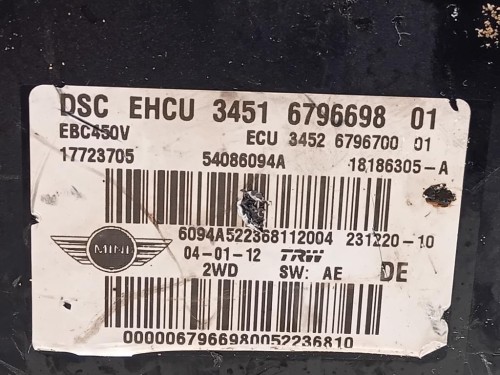 DSC EHCU 3451 6796698 01
EBC450V ECU 3452 6796700 01
17723705 54086094A 18186305-A
6094A522368112004 231220-10
MINI 04-01-12 TRW
2WD SW: AE DE
0000067966980052236810